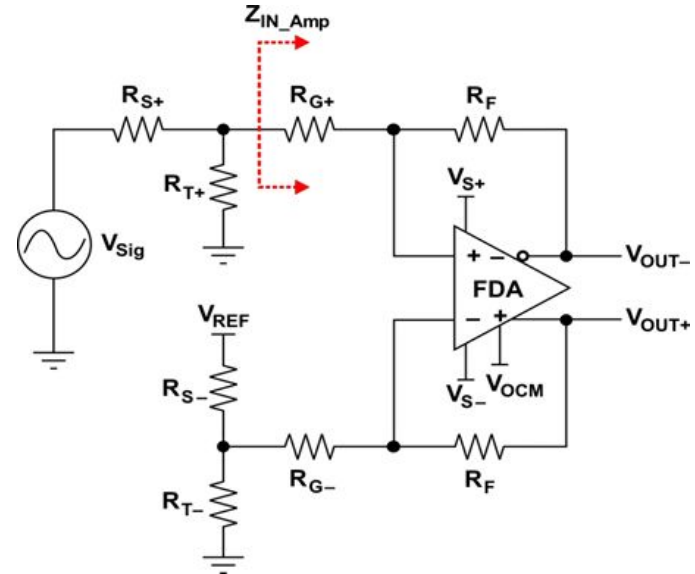 ZIN_Amp
RS+
RG+
RF
RT+
VS+
VSig
+ −
VOUT−
FDA
VREF
− +
VOUT+
RS−
VS−
VOCM
RG−
RF
RT−